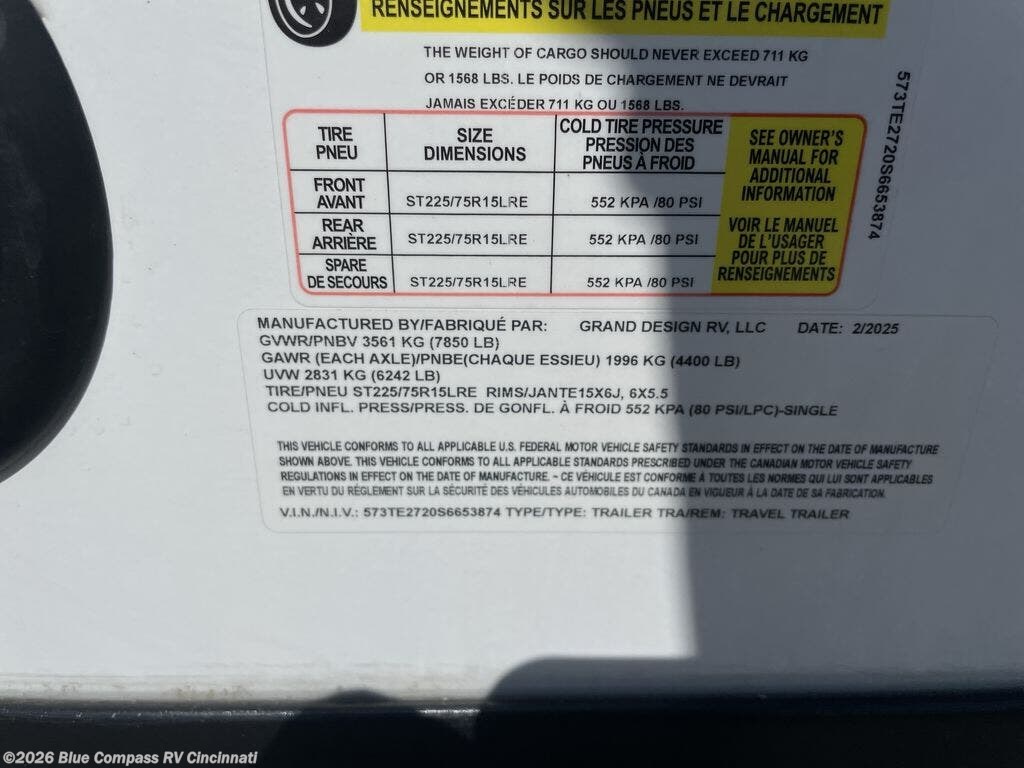 RENSEIGNEMENTS SUR LES PNEUS ET LE CHARGEMENT
THE WEIGHT OF CARGO SHOULD NEVER EXCEED 711 KG
OR 1568 LBS. LE POIDS DE CHARGEMENT NE DEVRAIT
JAMAIS EXCÉDER 711 KG OU 1568 LBS.
573TE2720S6653874
TIRE
PNEU
SIZE
DIMENSIONS
COLD TIRE PRESSURE
PRESSION DES
PNEUS À FROID
FRONT
AVANT
ST225/75R15LRE
552 KPA /80 PSI
REAR
ARRIÈRE
ST225/75R15LRE
552 KPA /80 PSI
SPARE
DE SECOURS
ST225/75R15LRE
552 KPA /80 PSI
SEE OWNER'S
MANUAL FOR
ADDITIONAL
INFORMATION
VOIR LE MANUEL
DE L'USAGER
POUR PLUS DE
RENSEIGNEMENTS
MANUFACTURED BY/FABRIQUÉ PAR: GRAND DESIGN RV, LLC DATE: 2/2025
GVWR/PNBV 3561 KG (7850 LB)
GAWR (EACH AXLE)/PNBE(CHAQUE ESSIEU) 1996 KG (4400 LB)
UVW 2831 KG (6242 LB)
TIRE/PNEU ST225/75R15LRE RIMS/JANTE15X6J, 6X5.5
COLD INFL. PRESS/PRESS. DE GONFL. À FROID 552 KPA (80 PSI/LPC)-SINGLE
THIS VEHICLE CONFORMS TO ALL APPLICABLE U.S. FEDERAL MOTOR VEHICLE SAFETY STANDARDS IN EFFECT ON THE DATE OF MANUFACTURE
SHOWN ABOVE. THIS VEHICLE CONFORMS TO ALL APPLICABLE STANDARDS PRESCRIBED UNDER THE CANADIAN MOTOR VEHICLE SAFETY
REGULATIONS IN EFFECT ON THE DATE OF MANUFACTURE. - CE VÉHICULE EST CONFORME À TOUTES LES NORMES QUI LUI SONT APPLICABLES
EN VERTU DU RÉGLEMENT SUR LA SÉCURITÉ DES VÉHICULES AUTOMOBILES DU CANADA EN VIGUEUR À LA DATE DE SA FABRICATION.
V.I.N./N.I.V.: 573TE2720S6653874 TYPE/TYPE: TRAILER TRA/REM: TRAVEL TRAILER
©2026 Blue Compass RV Cincinnati